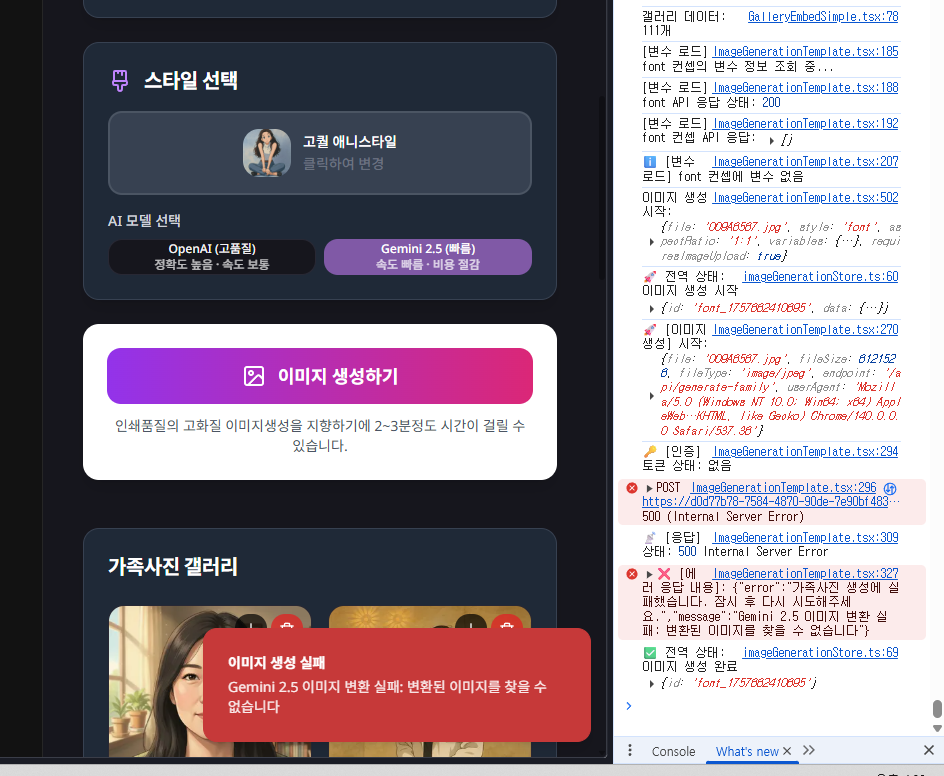 스타일 선택
고퀄 애니스타일
클릭하여 변경
AI 모델 선택
OpenAI (고품질)
정확도 높음 · 속도 보통
Gemini 2.5 (빠름)
속도 빠름 · 비용 절감
이미지 생성하기
인쇄품질의 고화질 이미지생성을 지향하기에 2~3분정도 시간이 걸릴 수
있습니다.
가족사진 갤러리
이미지 생성 실패
Gemini 2.5 이미지 변환 실패: 변환된 이미지를 찾을 수
없습니다
갤러리 데이터: GalleryEmbedSimple.tsx:78
111개
[변수 로드] ImageGenerationTemplate.tsx:185
font 컨셉의 변수 정보 조회 중...
[변수 로드] ImageGenerationTemplate.tsx:188
font API 응답 상태: 200
[변수 로드] ImageGenerationTemplate.tsx:192
font 컨셉 API 응답: ▸ []
ℹ️ [변수 ImageGenerationTemplate.tsx:207
로드] font 컨셉에 변수 없음
이미지 생성 ImageGenerationTemplate.tsx:502
시작:
{file: '009A6567.jpg', style: 'font', as
pectRatio: '1:1', variables: {…}, requi
resImageUpload: true}
🚀 전역 상태: imageGenerationStore.ts:60
이미지 생성 시작
▸ {id: 'font_1757662410695', data: {…}}
🚀 [이미지 ImageGenerationTemplate.tsx:270
생성] 시작:
{file: '009A6567.jpg', fileSize: 612152
6, fileType: 'image/jpeg', endpoint: '/a
pi/generate-family', userAgent: 'Mozill
a/5.0 (Windows NT 10.0; Win64; x64) Appl
eWeb…KHTML, like Gecko) Chrome/140.0.0.
0 Safari/537.36'}
🔑 [인증] ImageGenerationTemplate.tsx:294
토큰 상태: 없음
▸POST ImageGenerationTemplate.tsx:296
https://d0d77b78-7584-4870-90de-7e90bf483…
500 (Internal Server Error)
📡 [응답] ImageGenerationTemplate.tsx:309
상태: 500 Internal Server Error
▸❌ [에 ImageGenerationTemplate.tsx:327
러 응답 내용]: {"error":"가족사진 생성에 실
패했습니다. 잠시 후 다시 시도해주세
요.","message":"Gemini 2.5 이미지 변환 실
패: 변환된 이미지를 찾을 수 없습니다"}
✅ 전역 상태: imageGenerationStore.ts:69
이미지 생성 완료
▸ {id: 'font_1757662410695'}
Console What's new